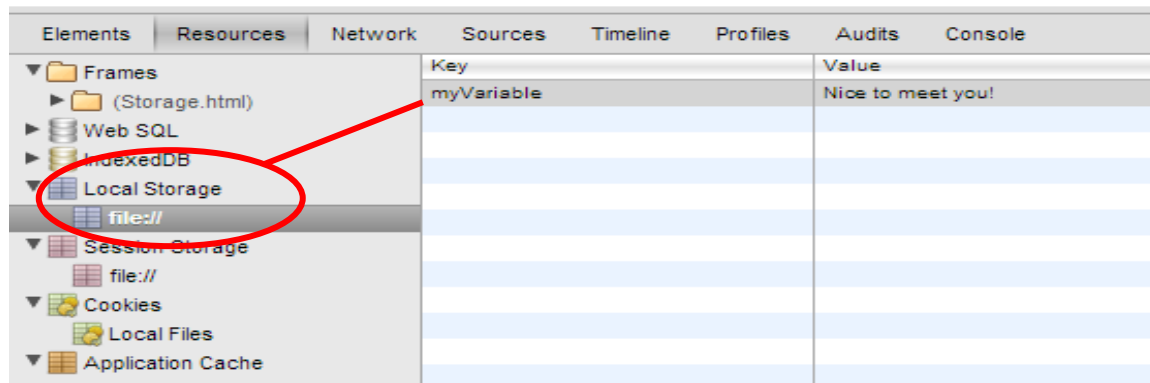 Elements Resources Network Sources Timeline Profiles Audits Console
Frames
(Storage.html)
Web SQL
IndexedDB
Local Storage
file://
Session Storage
file://
Cookies
Local Files
Application Cache
Key Value
myVariable Nice to meet you!